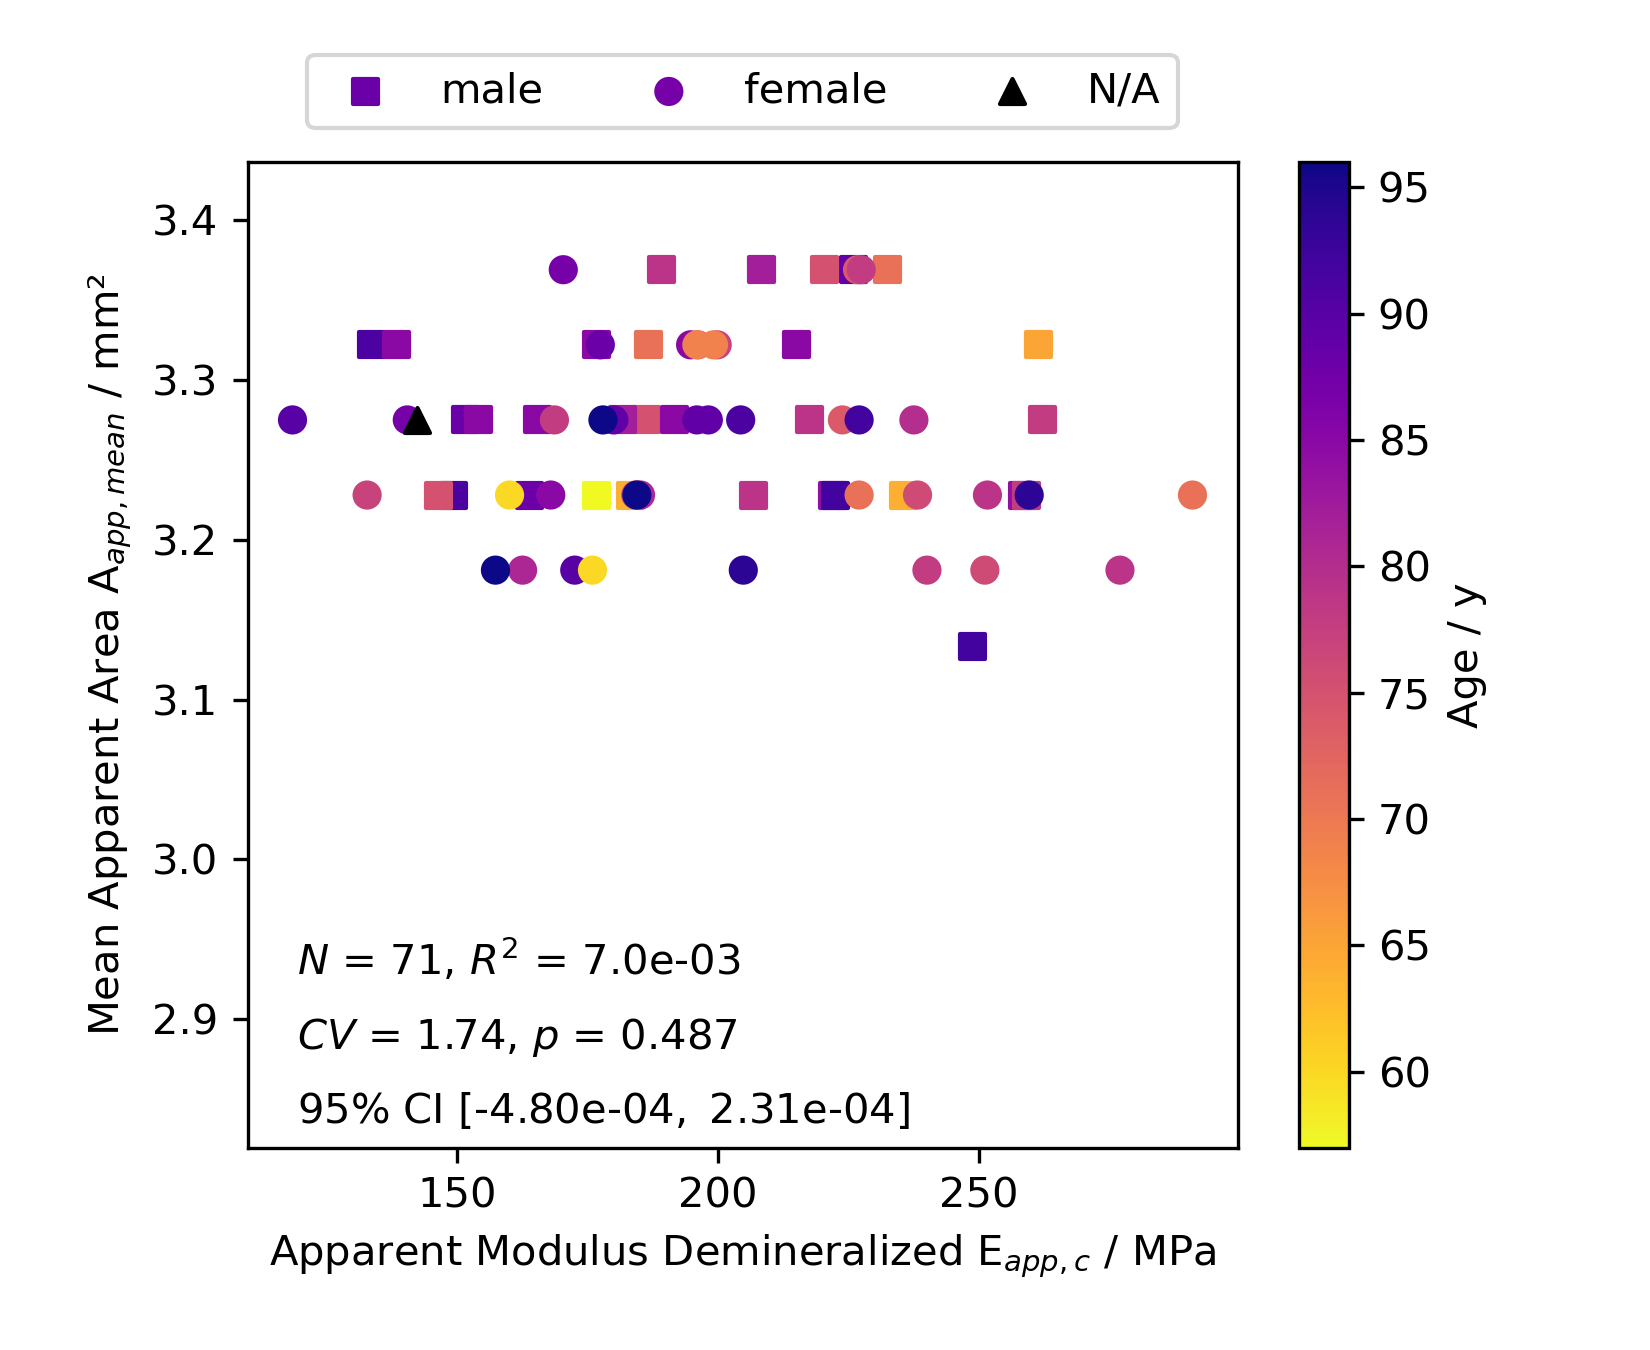 male female N/A
3.4
3.3
3.2
3.1
3.0
2.9
Mean Apparent Area A_app,mean / mm²
N = 71, R² = 7.0e-03
CV = 1.74, p = 0.487
95% CI [-4.80e-04, 2.31e-04]
150 200 250
Apparent Modulus Demineralized E_app,c / MPa
95
90
85
80
75
70
65
60
Age / y